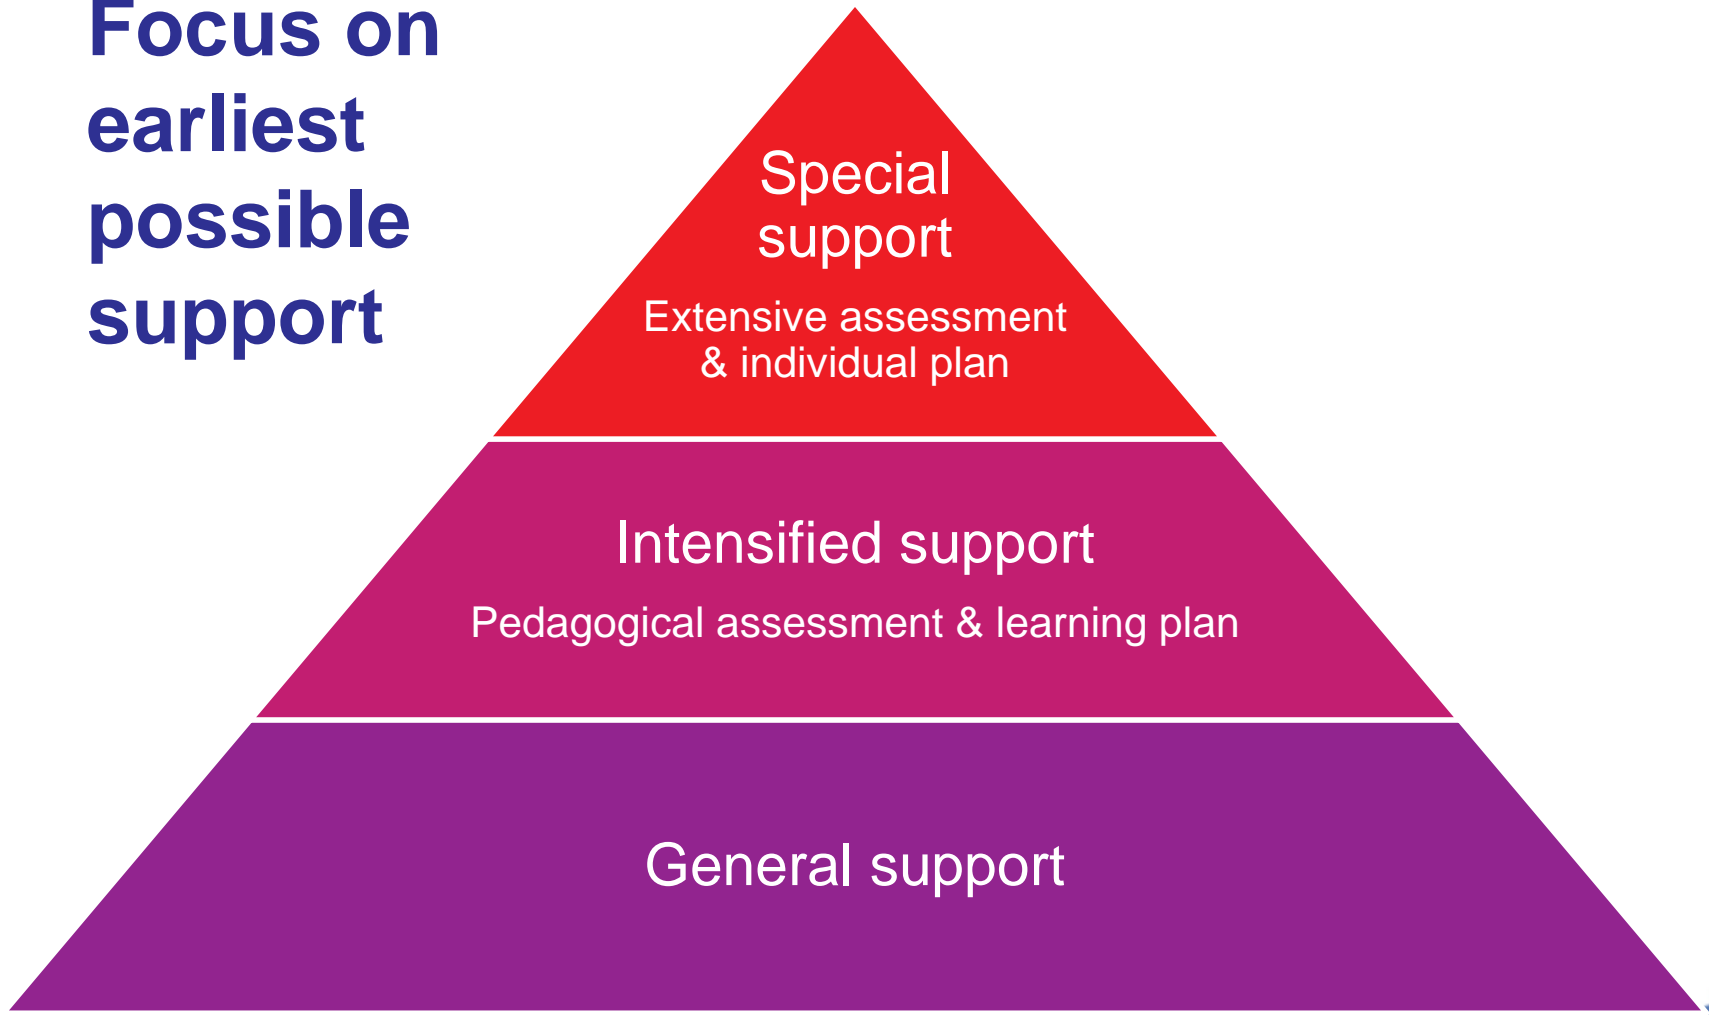 Focus on
earliest
possible
support
Special
support
Extensive assessment
& individual plan
Intensified support
Pedagogical assessment & learning plan
General support